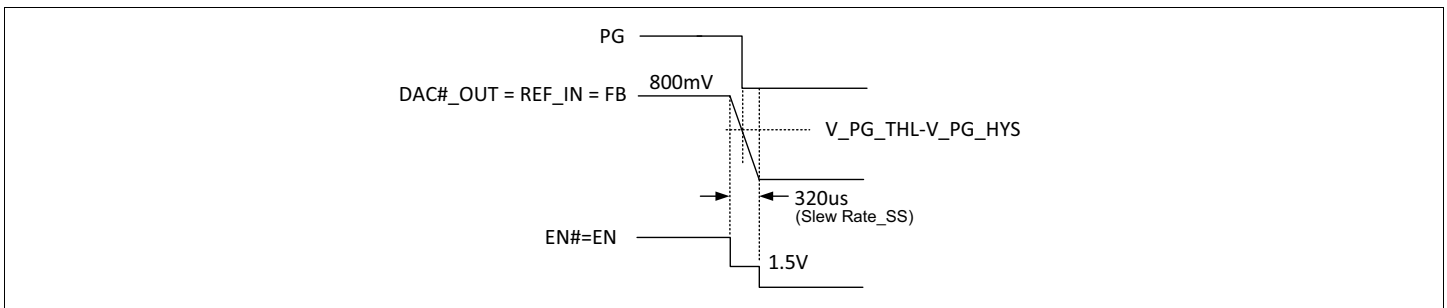 PG
800mV
DAC#_OUT = REF_IN = FB
V_PG_THL-V_PG_HYS
320us
(Slew Rate_SS)
EN#=EN
1.5V